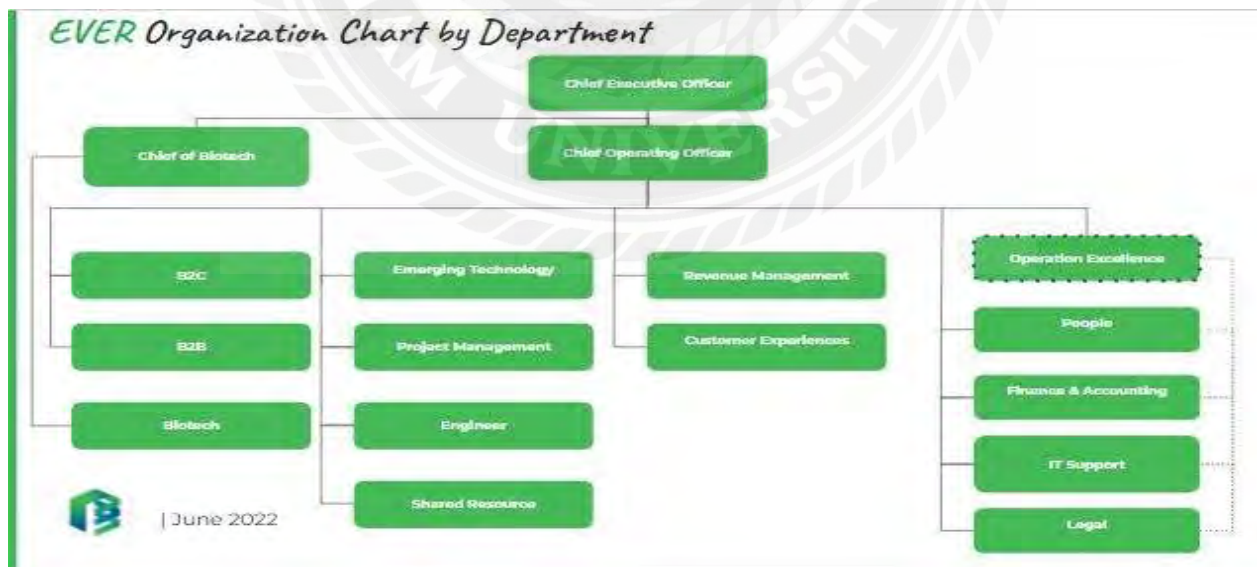 EVER Organization Chart by Department
Chief Executive Officer
Chief of Biotech
Chief Operating Officer
B2C
Emerging Technology
Revenue Management
Operation Excellence
B2B
Project Management
Customer Experiences
People
Biotech
Engineer
Finance & Accounting
IT Support
Shared Resource
Legal
| June 2022
AM UNIVERSIT